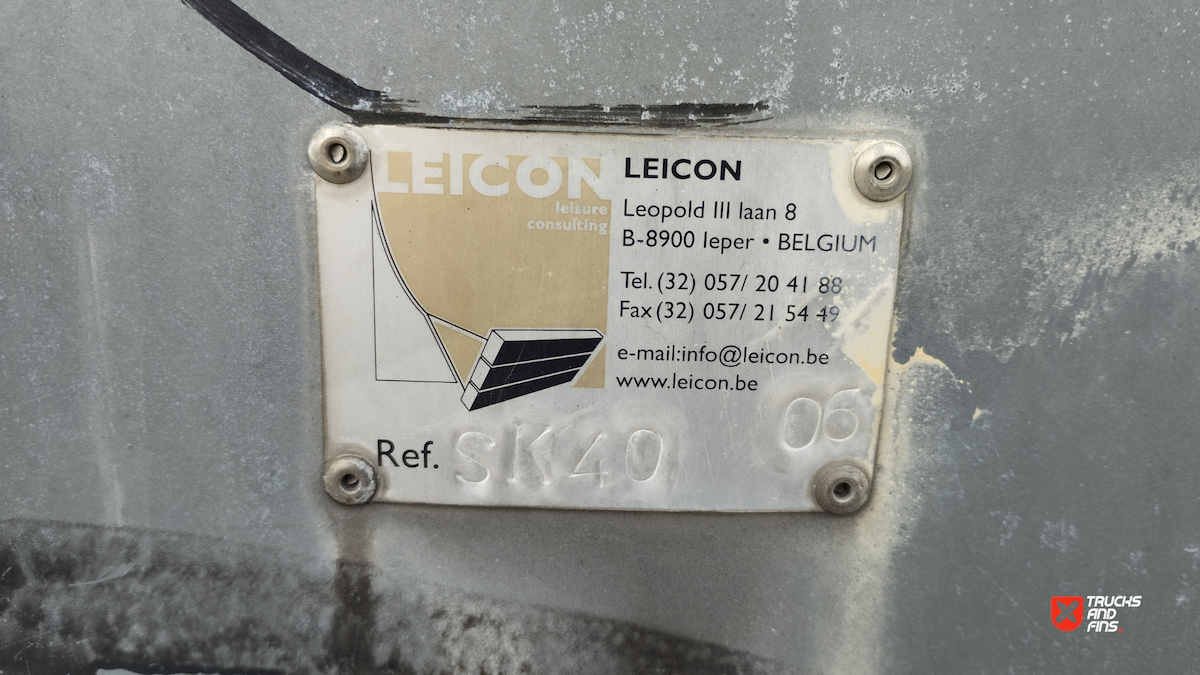 LEICON
leisure
consulting
LEICON
Leopold III laan 8
B-8900 Ieper • BELGIUM
Tel. (32) 057/ 20 41 88
Fax (32) 057/ 21 54 49
e-mail:info@leicon.be
www.leicon.be
Ref. SK40 06
TRUCKS
AND
FINS